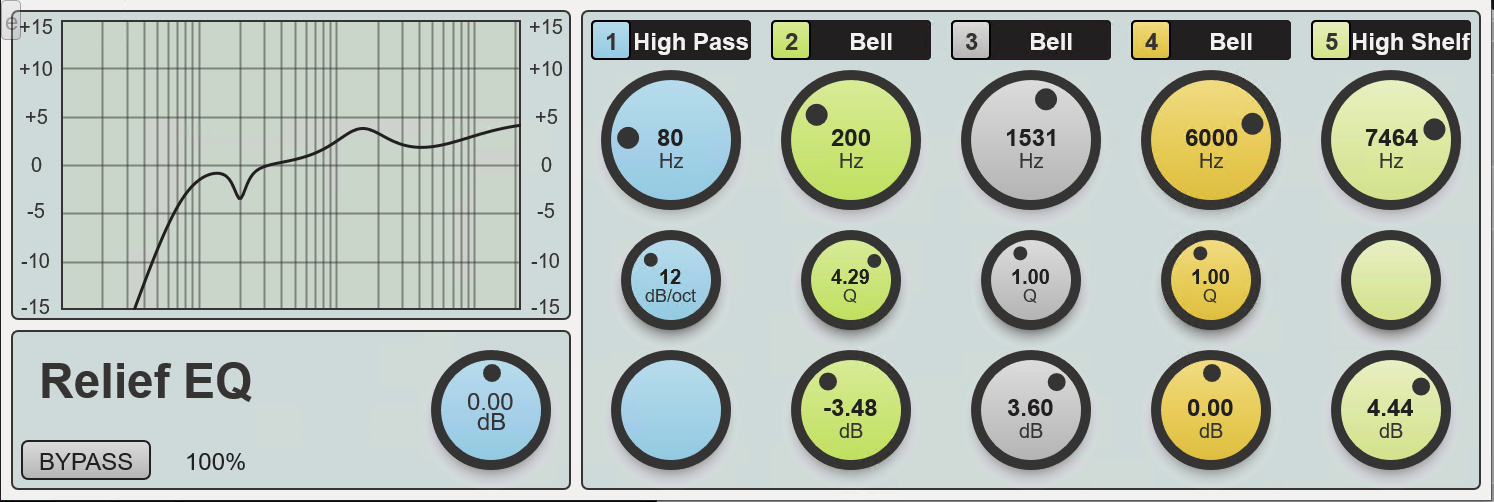 e
+15
+10
+5
0
-5
-10
-15
+15
+10
+5
0
-5
-10
-15
Relief EQ
BYPASS
100%
0.00
dB
1 High Pass
2 Bell
3 Bell
4 Bell
5 High Shelf
80
Hz
200
Hz
1531
Hz
6000
Hz
7464
Hz
12
dB/oct
4.29
Q
1.00
Q
1.00
Q
-3.48
dB
3.60
dB
0.00
dB
4.44
dB